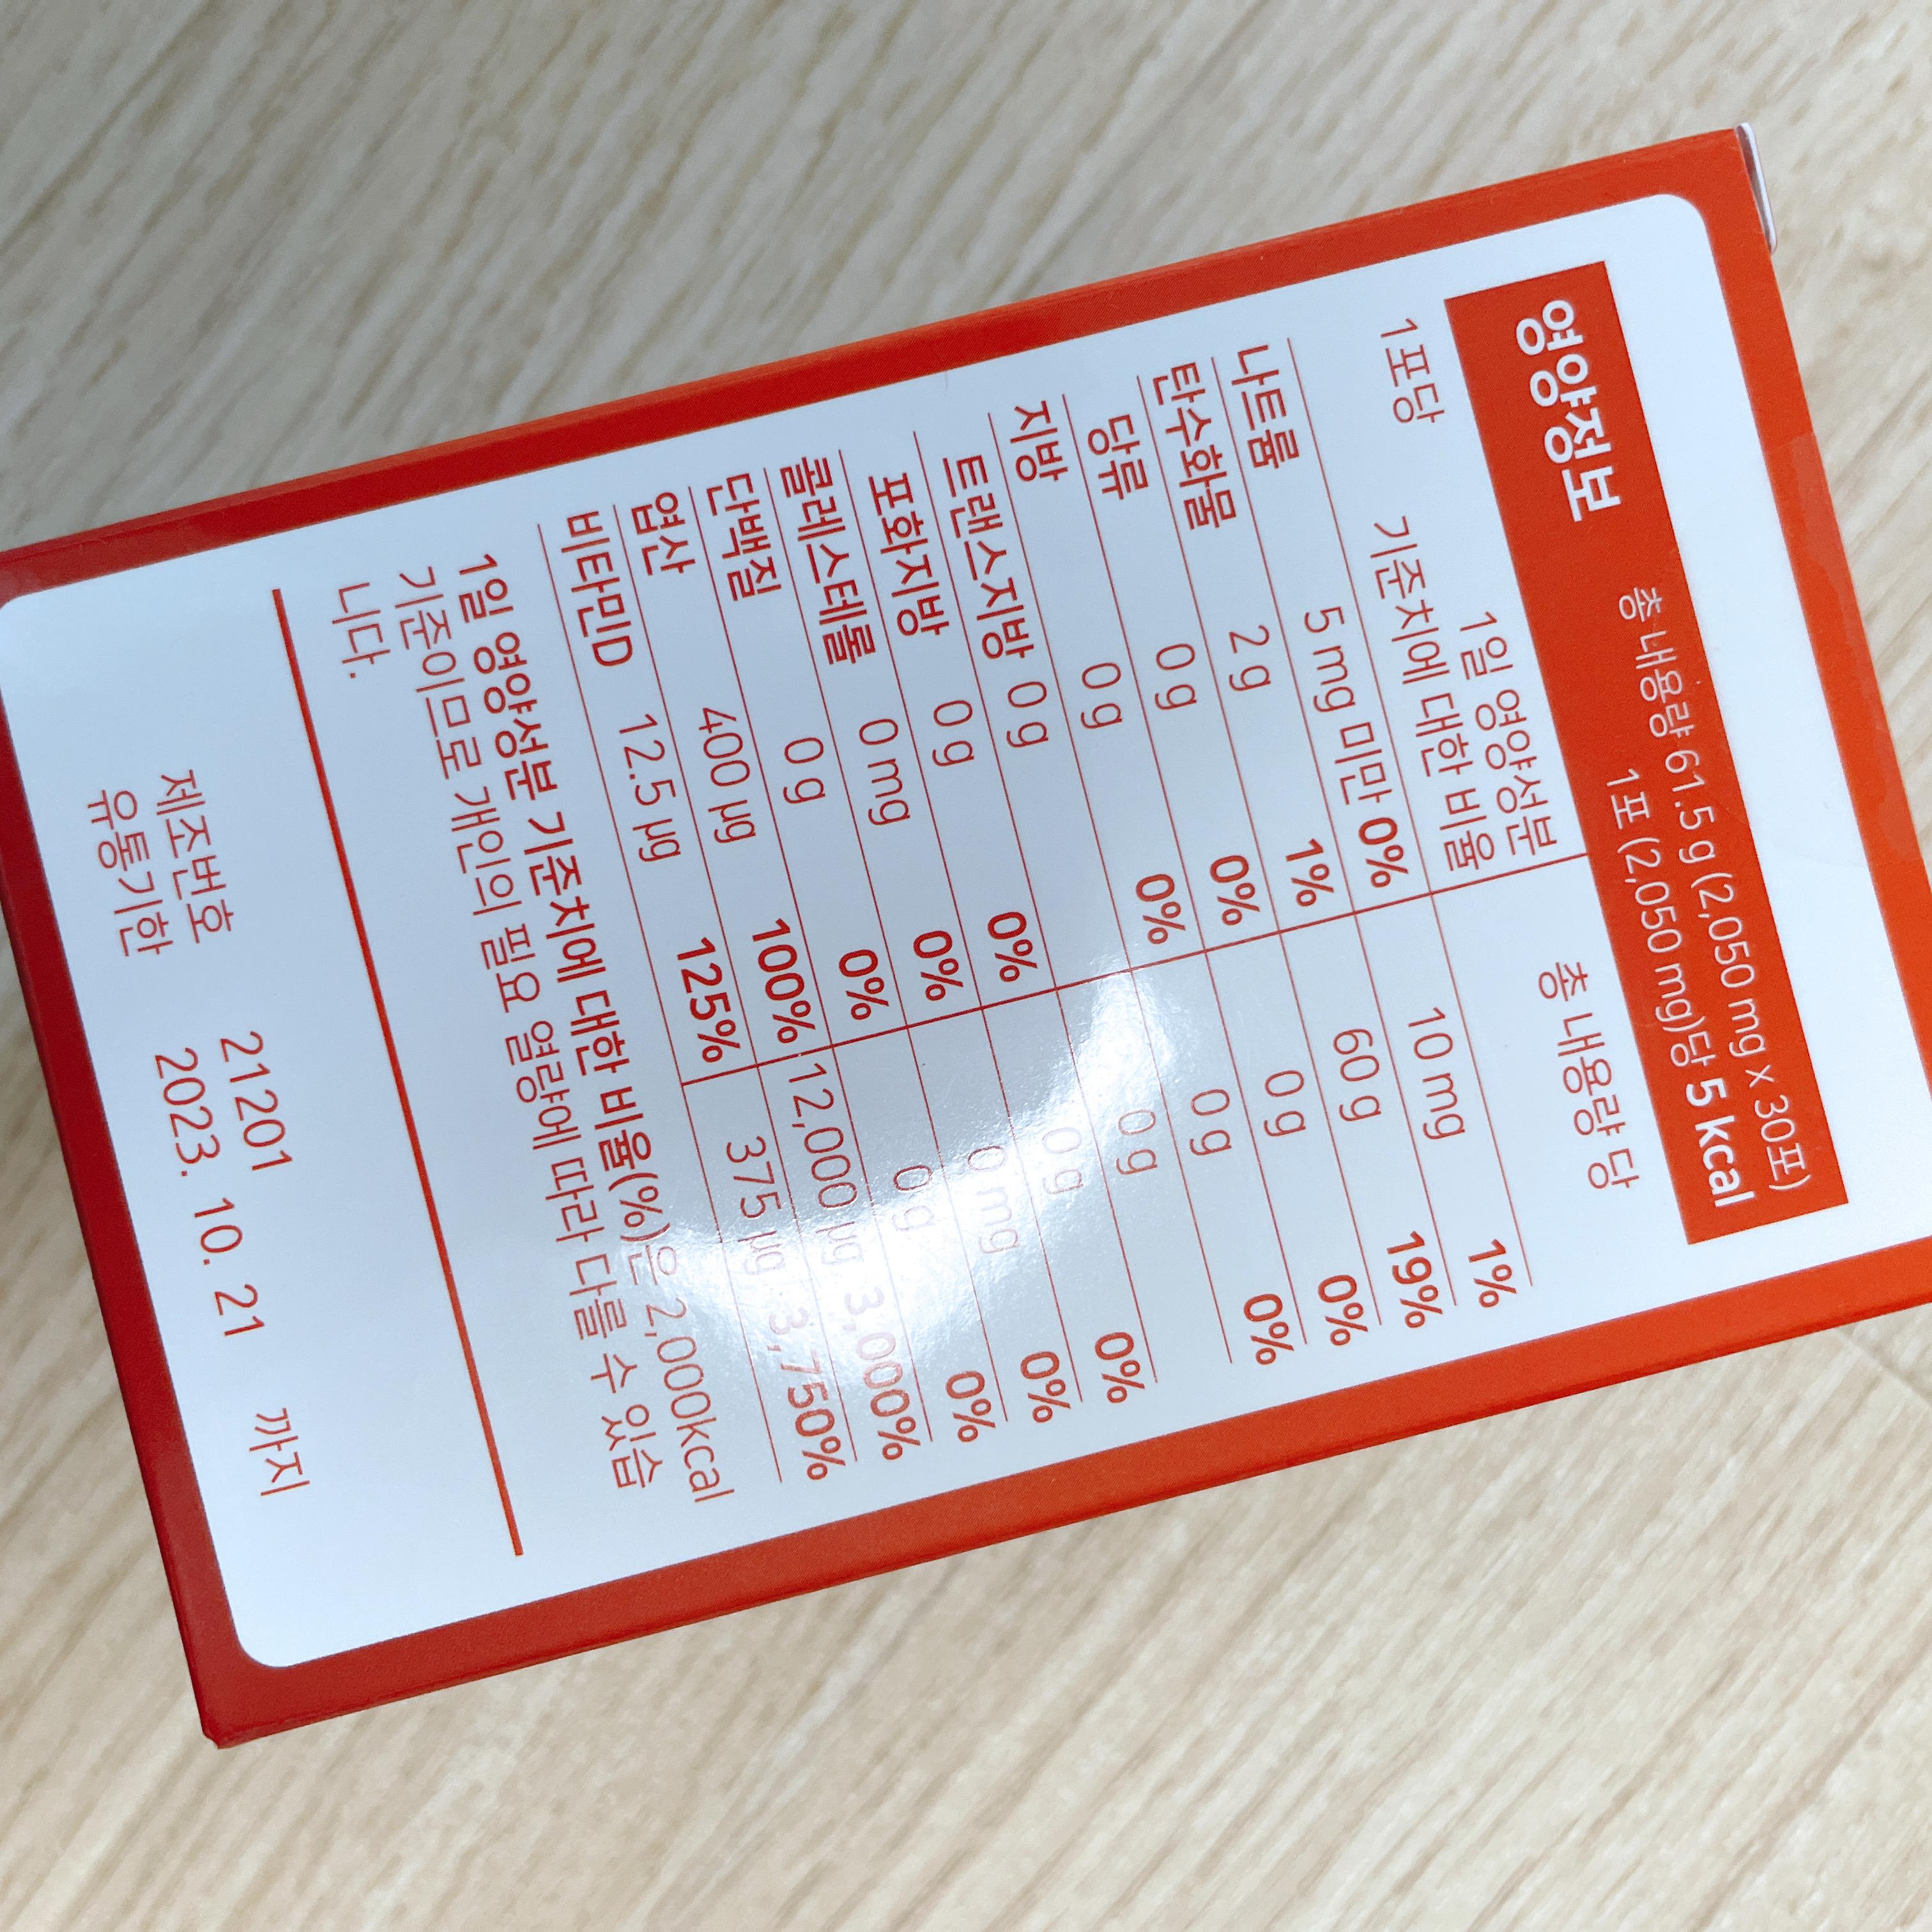 영양정보
총 내용량 61.5 g (2,050 mg x 30포)
1포 (2,050 mg)당 5 kcal
1포당 1일 영양성분 기준치에 대한 비율 총 내용량 당
나트륨 5 mg 미만 0% 10 mg 1%
탄수화물 2 g 1% 60 g 19%
당류 0 g 0% 0 g 0%
지방 0 g 0% 0 g 0%
트랜스지방 0 g 0 g
포화지방 0 g 0% 0 g 0%
콜레스테롤 0 mg 0% 0 mg 0%
단백질 0 g 0% 0 g 0%
엽산 400 µg 100% 12,000 µg 3,000%
비타민D 12.5 µg 125% 375 µg 3,750%
1일 영양성분 기준치에 대한 비율(%)은 2,000kcal
기준이므로 개인의 필요 열량에 따라 다를 수 있습
니다.
제조번호 21201
유통기한 2023. 10. 21 까지